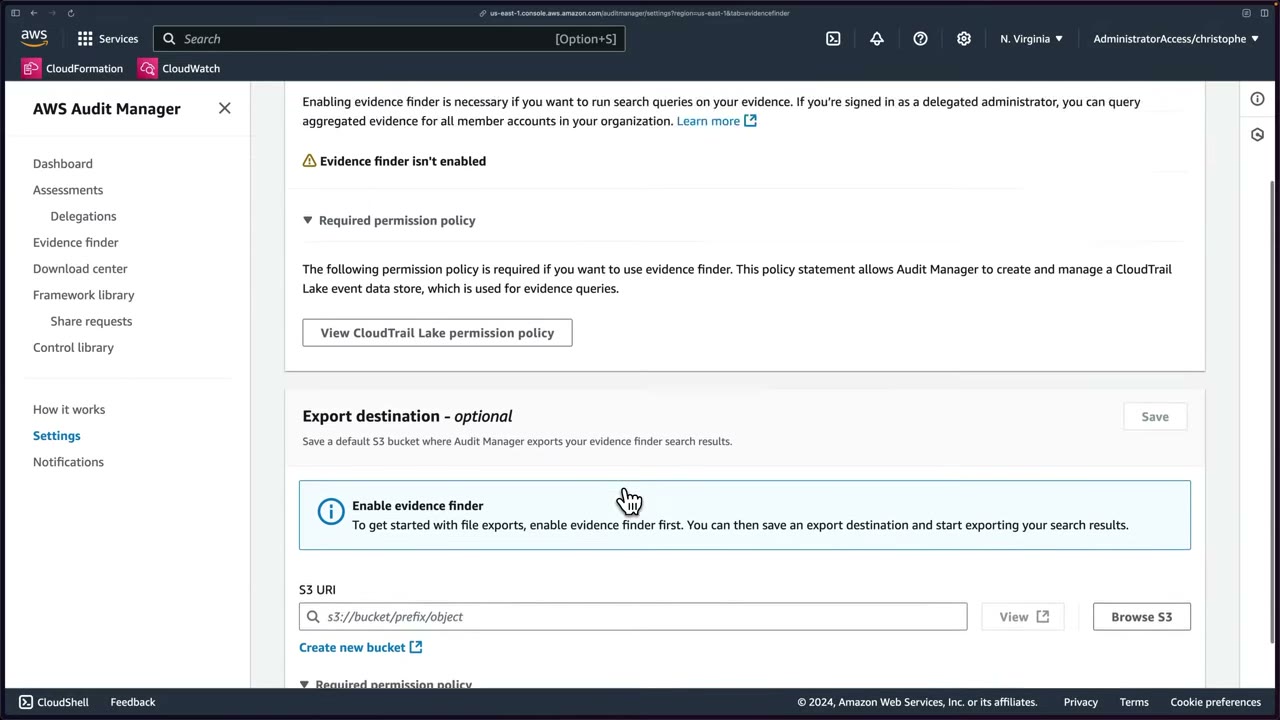 us-east-1.console.aws.amazon.com/auditmanager/settings?region=us-east-1&tab=evidencefinder
aws
Services
Search
[Option+S]
N. Virginia
AdministratorAccess/christophe
CloudFormation
CloudWatch
AWS Audit Manager
Dashboard
Assessments
Delegations
Evidence finder
Download center
Framework library
Share requests
Control library
How it works
Settings
Notifications
Enabling evidence finder is necessary if you want to run search queries on your evidence. If you're signed in as a delegated administrator, you can query
aggregated evidence for all member accounts in your organization. Learn more
Evidence finder isn't enabled
Required permission policy
The following permission policy is required if you want to use evidence finder. This policy statement allows Audit Manager to create and manage a CloudTrail
Lake event data store, which is used for evidence queries.
View CloudTrail Lake permission policy
Export destination - optional
Save
Save a default S3 bucket where Audit Manager exports your evidence finder search results.
Enable evidence finder
To get started with file exports, enable evidence finder first. You can then save an export destination and start exporting your search results.
S3 URI
s3://bucket/prefix/object
View
Browse S3
Create new bucket
Required permission policy
CloudShell
Feedback
© 2024, Amazon Web Services, Inc. or its affiliates.
Privacy
Terms
Cookie preferences